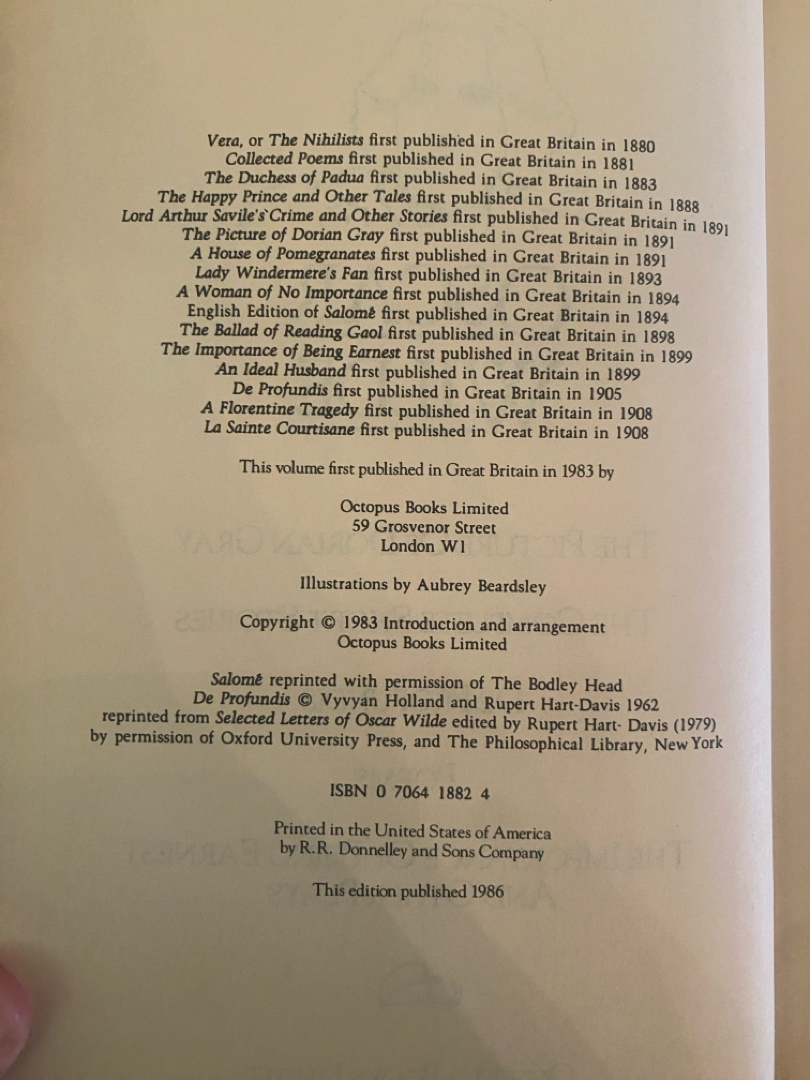 Vera, or The Nihilists first published in Great Britain in 1880
Collected Poems first published in Great Britain in 1881
The Duchess of Padua first published in Great Britain in 1883
The Happy Prince and Other Tales first published in Great Britain in 1888
Lord Arthur Savile's Crime and Other Stories first published in Great Britain in 1891
The Picture of Dorian Gray first published in Great Britain in 1891
A House of Pomegranates first published in Great Britain in 1891
Lady Windermere's Fan first published in Great Britain in 1893
A Woman of No Importance first published in Great Britain in 1894
English Edition of Salomé first published in Great Britain in 1894
The Ballad of Reading Gaol first published in Great Britain in 1898
The Importance of Being Earnest first published in Great Britain in 1899
An Ideal Husband first published in Great Britain in 1899
De Profundis first published in Great Britain in 1905
A Florentine Tragedy first published in Great Britain in 1908
La Sainte Courtisane first published in Great Britain in 1908
This volume first published in Great Britain in 1983 by
Octopus Books Limited
59 Grosvenor Street
London W1
Illustrations by Aubrey Beardsley
Copyright © 1983 Introduction and arrangement
Octopus Books Limited
Salomé reprinted with permission of The Bodley Head
De Profundis © Vyvyan Holland and Rupert Hart-Davis 1962
reprinted from Selected Letters of Oscar Wilde edited by Rupert Hart- Davis (1979)
by permission of Oxford University Press, and The Philosophical Library, New York
ISBN 0 7064 1882 4
Printed in the United States of America
by R.R. Donnelley and Sons Company
This edition published 1986